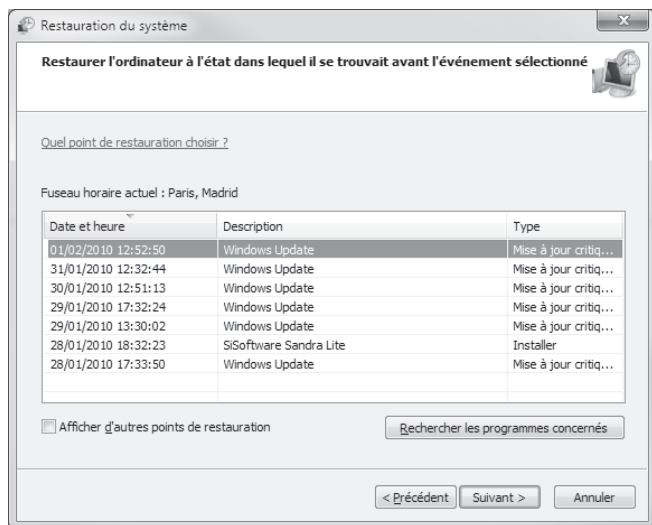 Restauration du système
Restaurer l'ordinateur à l'état dans lequel il se trouvait avant l'événement sélectionné
Quel point de restauration choisir ?
Fuseau horaire actuel : Paris, Madrid
Date et heure Description Type
01/02/2010 12:52:50 Windows Update Mise à jour critiq...
31/01/2010 12:32:44 Windows Update Mise à jour critiq...
30/01/2010 12:51:13 Windows Update Mise à jour critiq...
29/01/2010 17:32:24 Windows Update Mise à jour critiq...
29/01/2010 13:30:02 Windows Update Mise à jour critiq...
28/01/2010 18:32:23 SiSoftware Sandra Lite Installer
28/01/2010 17:33:50 Windows Update Mise à jour critiq...
Afficher d'autres points de restauration Rechercher les programmes concernés
< Précédent Suivant > Annuler